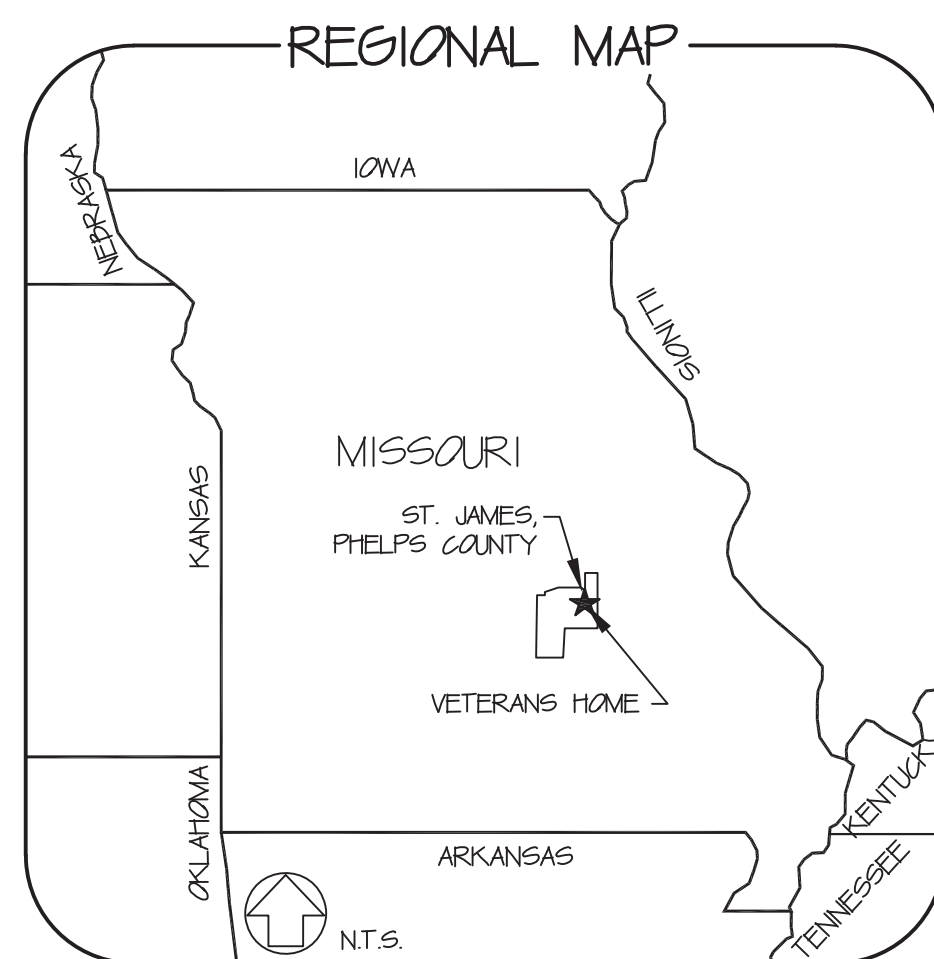 REGIONAL MAP
IOWA
NEBRASKA
ILLINOIS
MISSOURI
KANSAS
ST. JAMES,
PHELPS COUNTY
VETERANS HOME
OKLAHOMA
ARKANSAS
KENTUCK
TENNESSEE
N.T.S.